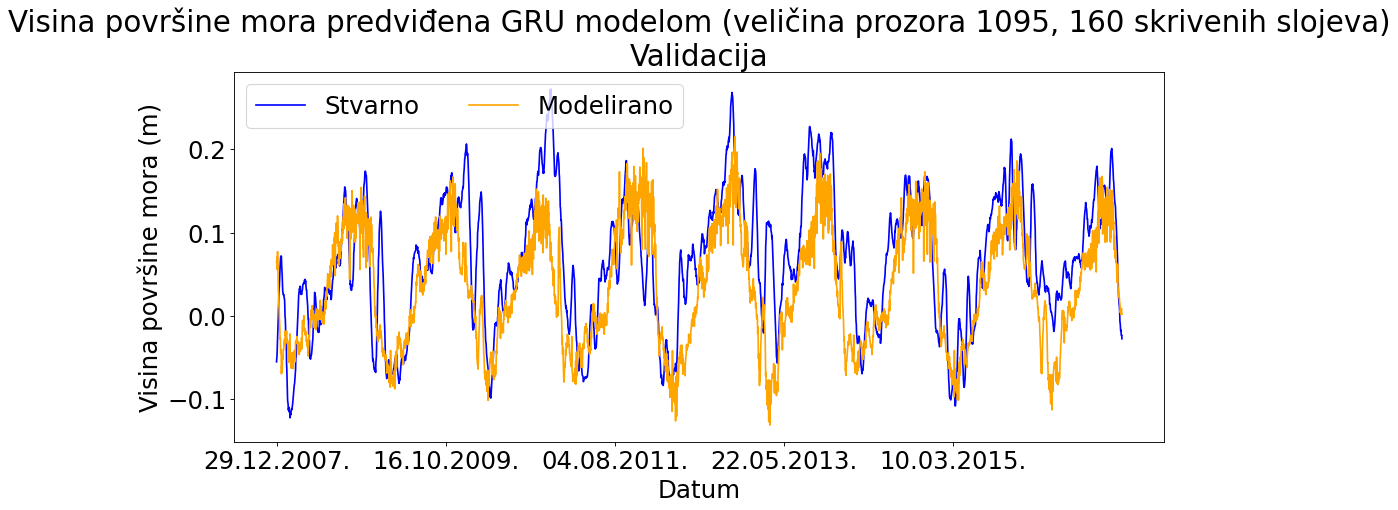 Visina površine mora predviđena GRU modelom (veličina prozora 1095, 160 skrivenih slojeva)
Validacija
Stvarno
Modelirano
Visina površine mora (m)
0.2
0.1
0.0
−0.1
29.12.2007.
16.10.2009.
04.08.2011.
22.05.2013.
10.03.2015.
Datum